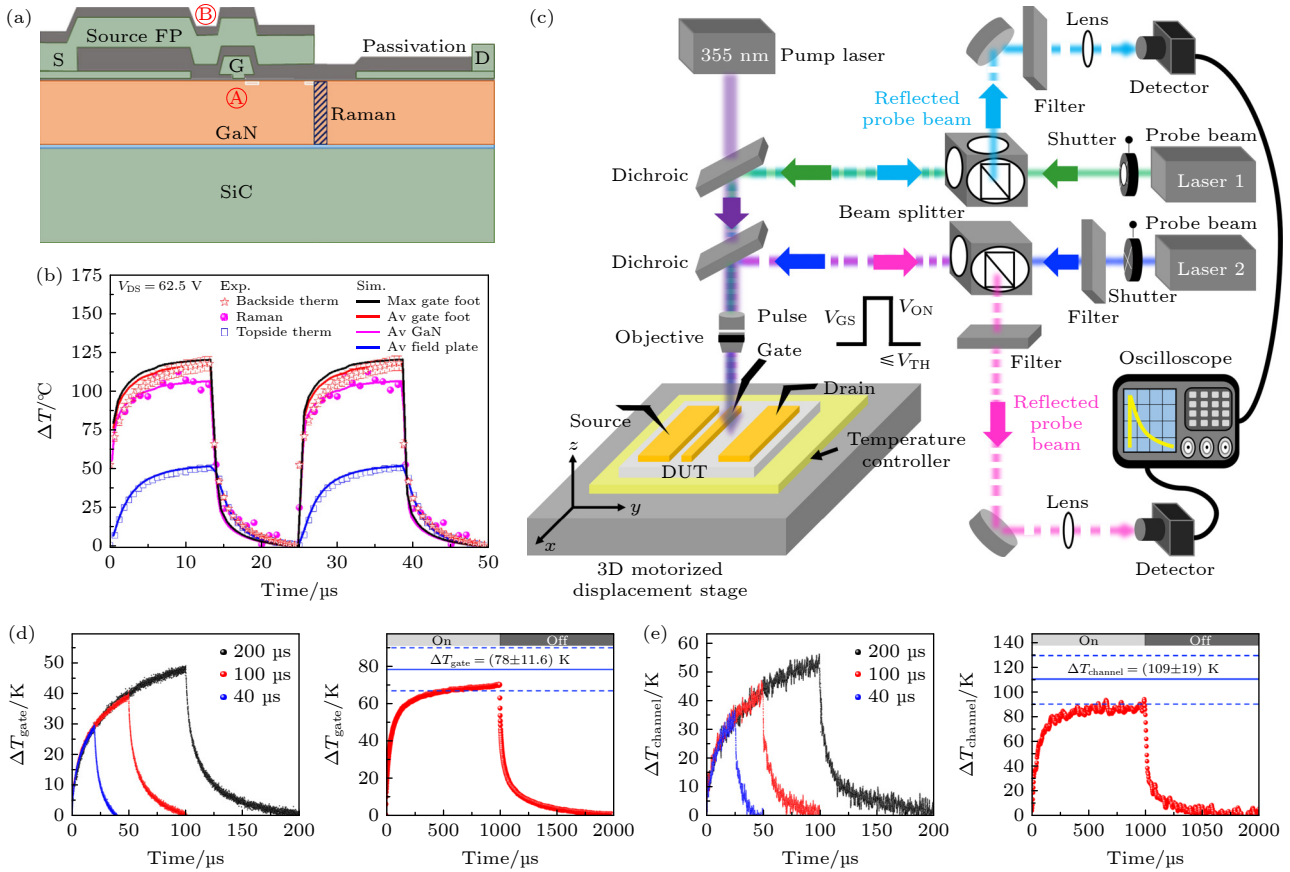 (a)
B
Source FP
Passivation
S
G
D
A
Raman
GaN
SiC
(b)
175
150
125
100
75
50
25
0
V_DS = 62.5 V
Exp.
Backside therm
Raman
Topside therm
Sim.
Max gate foot
Av gate foot
Av GaN
Av field plate
ΔT/℃
0 10 20 30 40 50
Time/µs
(c)
355 nm
Pump laser
Lens
Filter
Detector
Reflected
probe beam
Shutter
Probe beam
Laser 1
Dichroic
Beam splitter
Probe beam
Dichroic
Laser 2
Shutter
Filter
Pulse
V_GS
V_ON
Objective
Gate
⩽V_TH
Filter
Oscilloscope
Drain
Source
Reflected
probe
beam
Temperature
controller
z
DUT
y
x
Lens
3D motorized
displacement stage
Detector
(d)
50
40
30
20
10
0
ΔT_gate/K
200 µs
100 µs
40 µs
0 50 100 150 200
Time/µs
On
Off
80
60
40
20
0
ΔT_gate/K
ΔT_gate = (78±11.6) K
0 500 1000 1500 2000
Time/µs
(e)
60
50
40
30
20
10
0
ΔT_channel/K
200 µs
100 µs
40 µs
0 50 100 150 200
Time/µs
On
Off
140
120
100
80
60
40
20
0
ΔT_channel/K
ΔT_channel = (109±19) K
0 500 1000 1500 2000
Time/µs